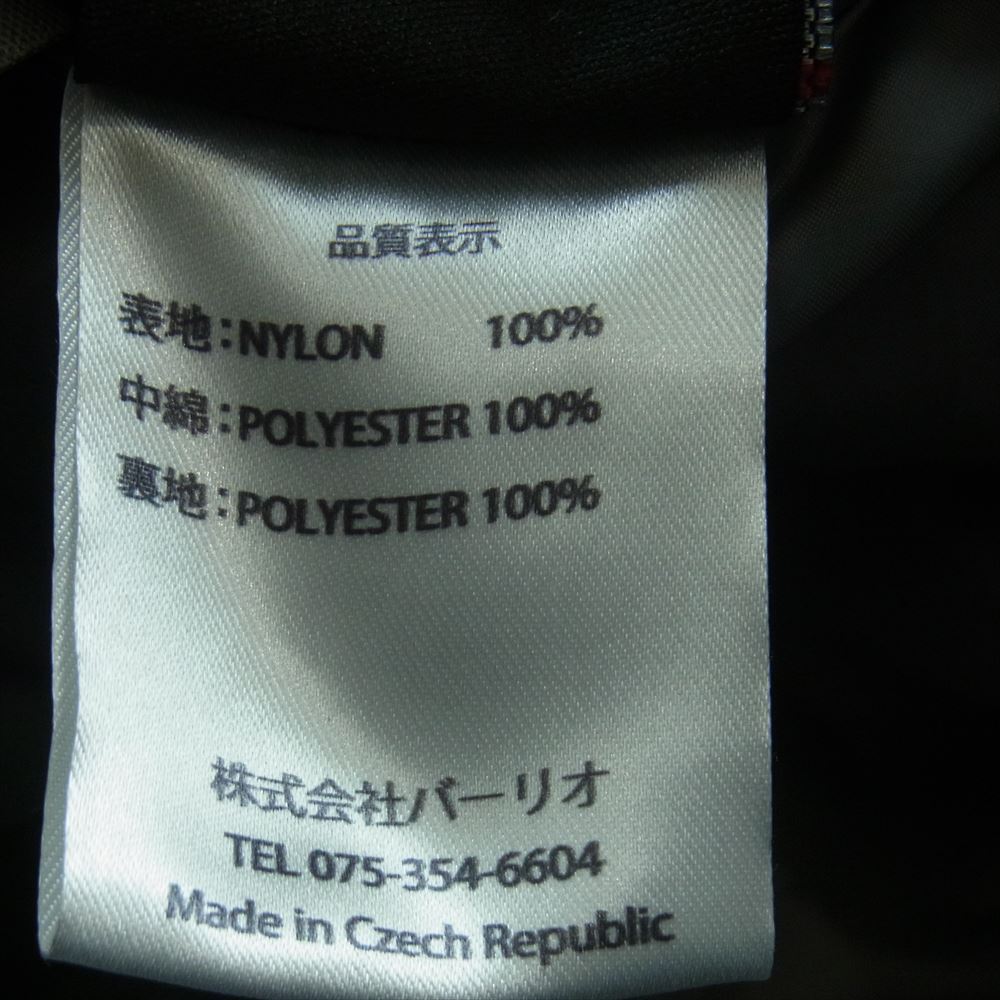 品質表示
表地：NYLON 100%
中綿：POLYESTER 100%
裏地：POLYESTER 100%
株式会社バーリオ
TEL 075-354-6604
Made in Czech Republic